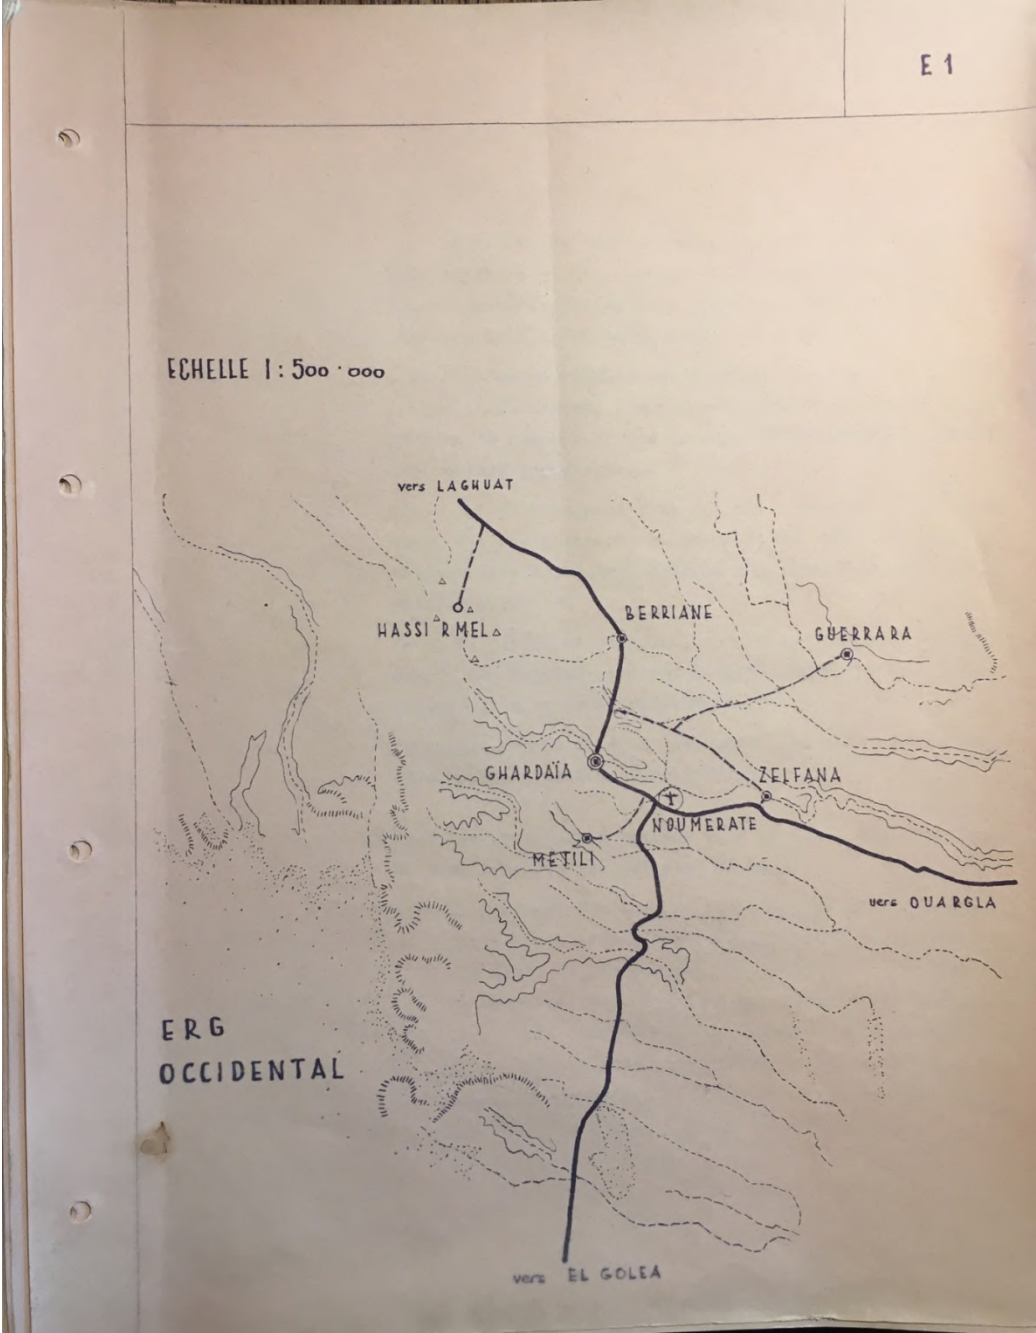 E 1
ECHELLE 1 : 500 · 000
vers LAGHUAT
BERRIANE
HASSI R MEL
GUERRARA
GHARDAÏA
ZELFANA
NOUMERATE
METILI
vers OUARGLA
ERG
OCCIDENTAL
vers EL GOLEA